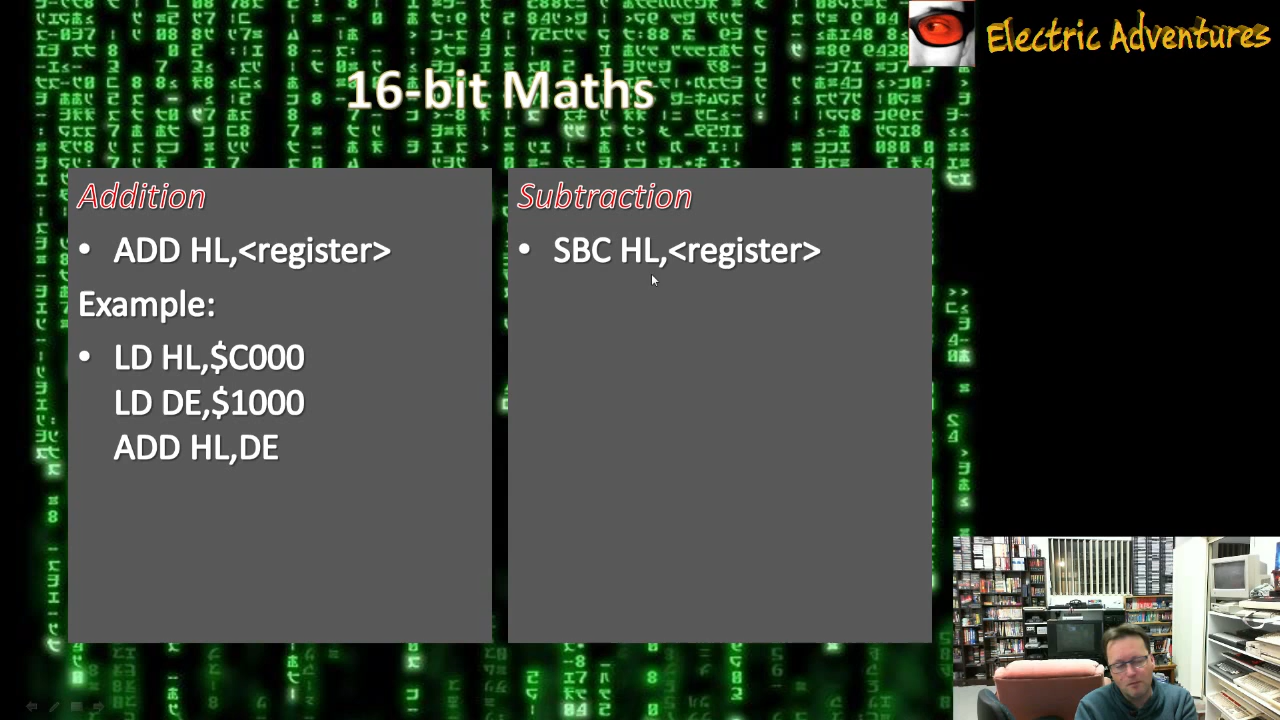 Electric Adventures
16-bit Maths
Addition
• ADD HL,<register>
Example:
• LD HL,$C000
LD DE,$1000
ADD HL,DE
Subtraction
• SBC HL,<register>